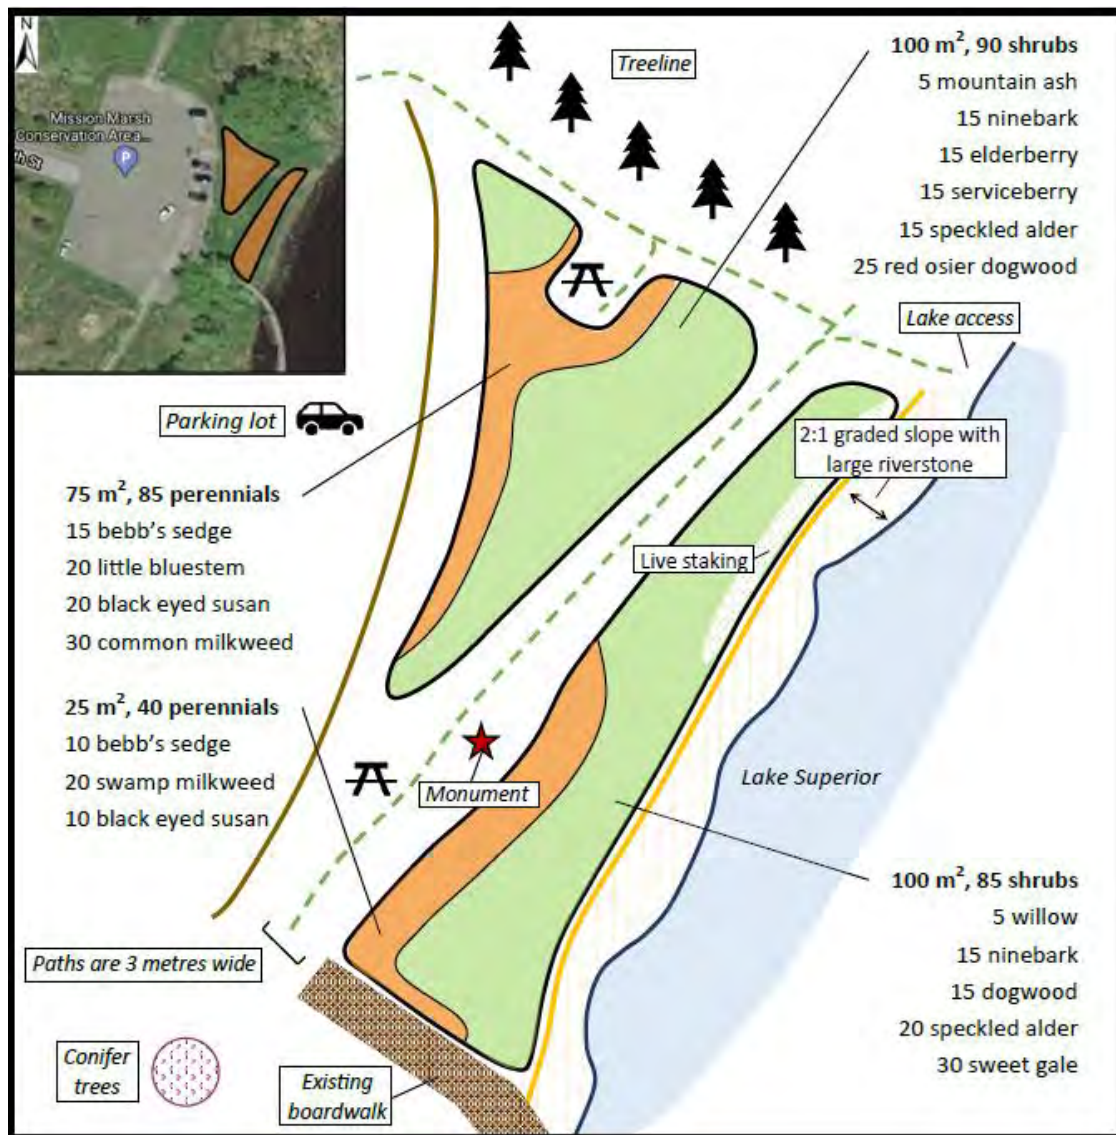 N
Mission Marsh
Conservation Area...
P
th St
Treeline
100 m², 90 shrubs
5 mountain ash
15 ninebark
15 elderberry
15 serviceberry
15 speckled alder
25 red osier dogwood
Lake access
Parking lot
2:1 graded slope with
large riverstone
75 m², 85 perennials
15 bebb's sedge
20 little bluestem
20 black eyed susan
30 common milkweed
Live staking
25 m², 40 perennials
10 bebb's sedge
20 swamp milkweed
10 black eyed susan
Monument
Lake Superior
100 m², 85 shrubs
5 willow
15 ninebark
15 dogwood
20 speckled alder
30 sweet gale
Paths are 3 metres wide
Conifer
trees
Existing
boardwalk